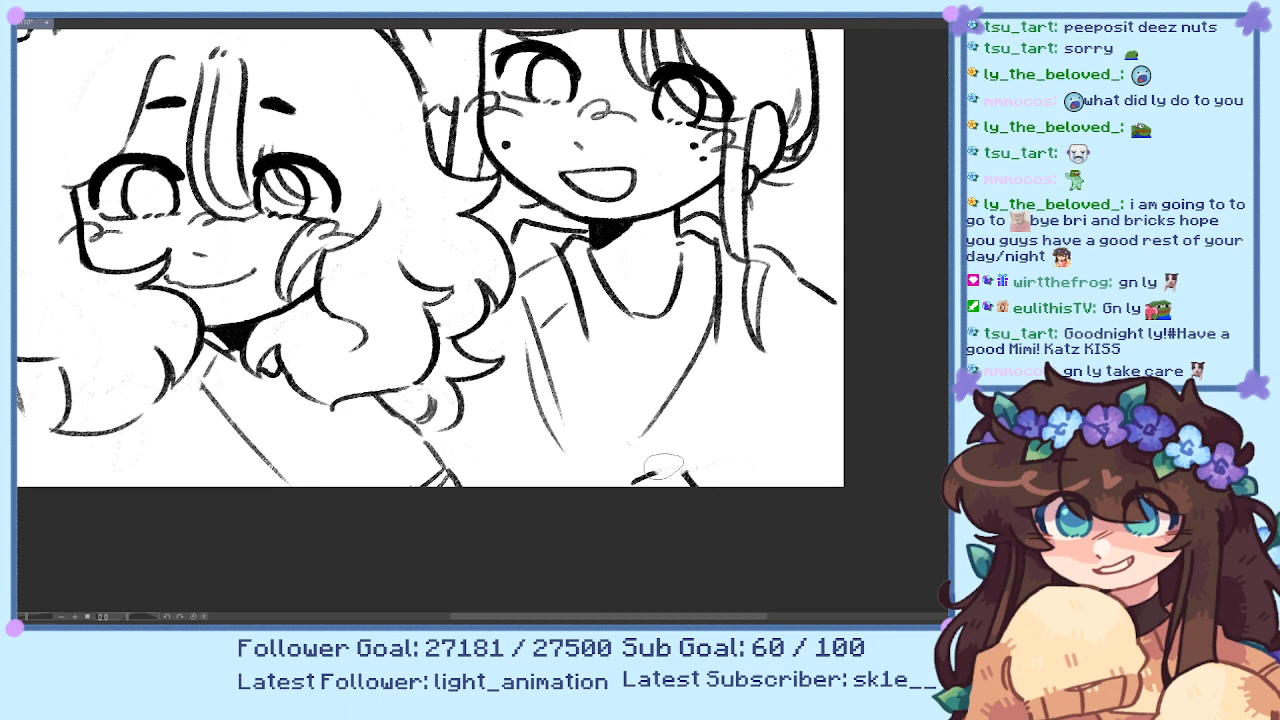 tsu_tart: peeposit deez nuts
tsu_tart: sorry
ly_the_beloved_:
mmmocos: what did ly do to you
ly_the_beloved_:
tsu_tart:
mmmocos:
ly_the_beloved_: i am going to to
go to bye bri and bricks hope
you guys have a good rest of your
day/night
wirtthefrog: gn ly
eulithisTV: Gn ly
tsu_tart: Goodnight ly!#Have a
good Mimi! Katz KISS
mmmocos: gn ly take care
Follower Goal: 27181 / 27500 Sub Goal: 60 / 100
Latest Follower: light_animation Latest Subscriber: sk1e__